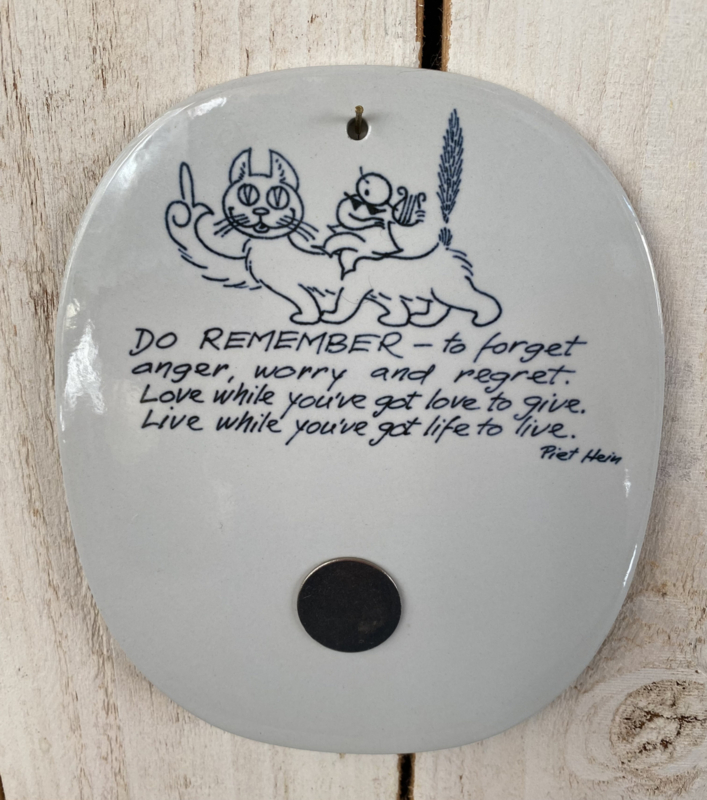 DO REMEMBER – to forget
anger, worry and regret.
Love while you've got love to give.
Live while you've got life to live.
Piet Hein